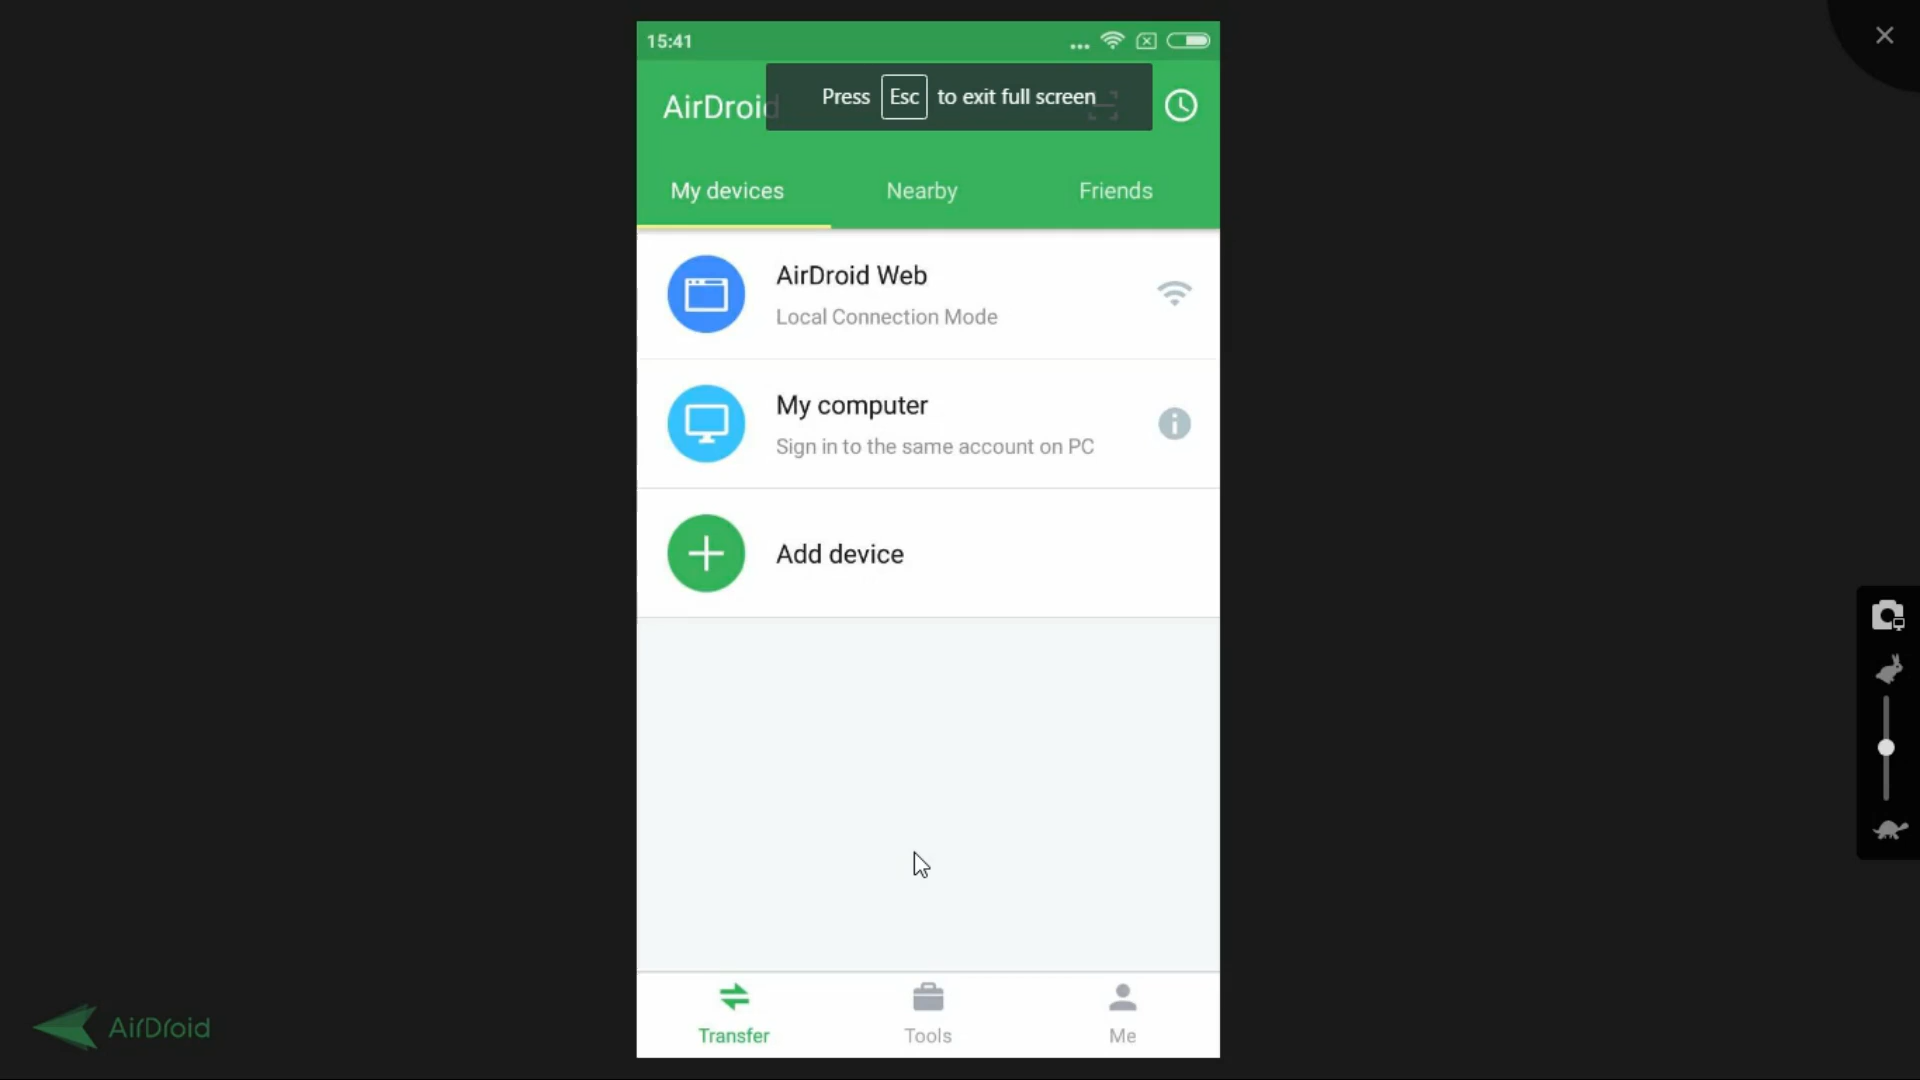 15:41
AirDroid
Press Esc to exit full screen
My devices Nearby Friends
AirDroid Web
Local Connection Mode
My computer
Sign in to the same account on PC
Add device
Transfer Tools Me
AirDroid